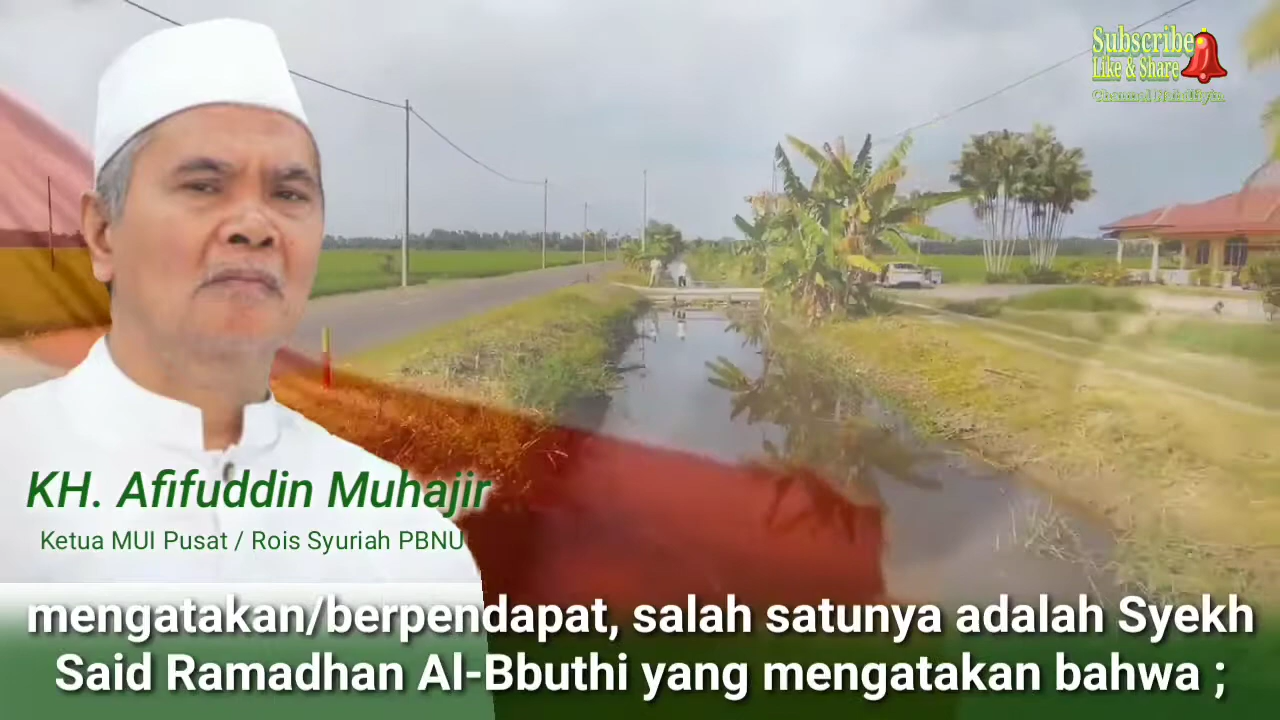 Subscribe
Like & Share
KH. Afifuddin Muhajir
Ketua MUI Pusat / Rois Syuriah PBNU
mengatakan/berpendapat, salah satunya adalah Syekh
Said Ramadhan Al-Bbuthi yang mengatakan bahwa ;